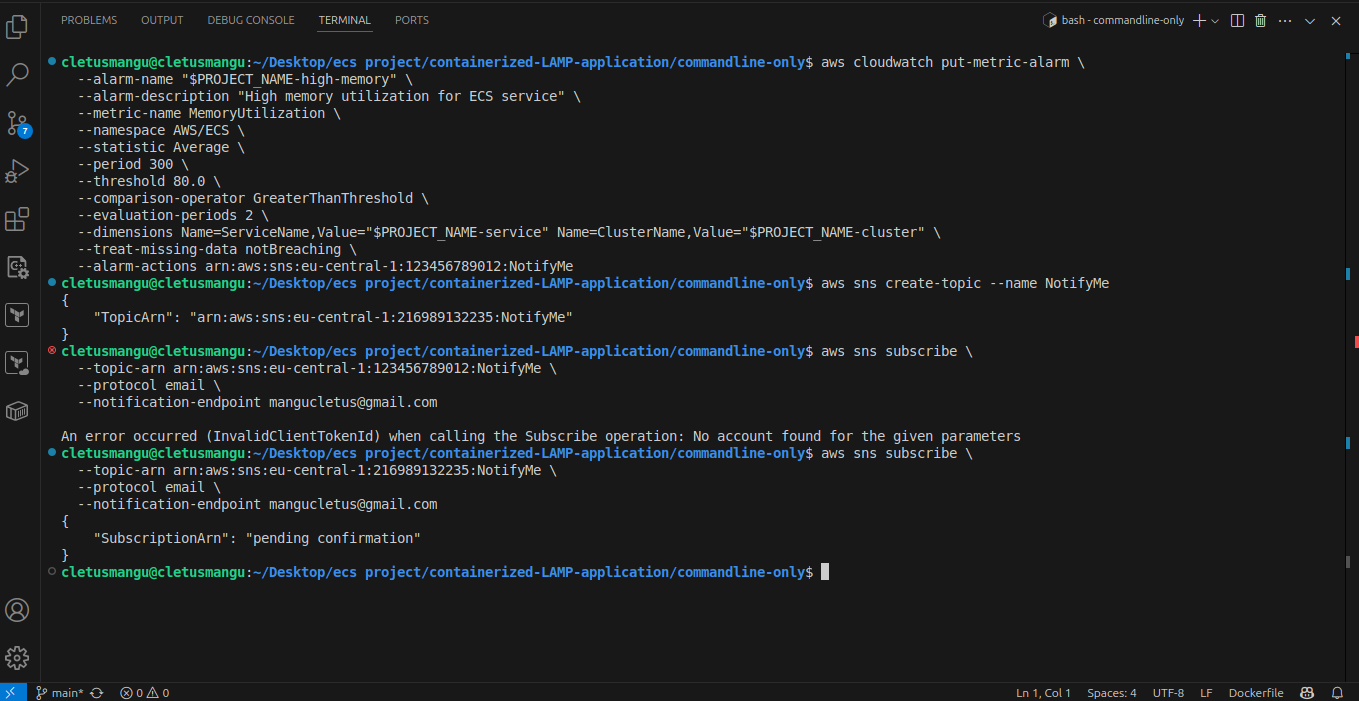 PROBLEMS OUTPUT DEBUG CONSOLE TERMINAL PORTS bash - commandline-only
cletusmangu@cletusmangu:~/Desktop/ecs project/containerized-LAMP-application/commandline-only$ aws cloudwatch put-metric-alarm \
  --alarm-name "$PROJECT_NAME-high-memory" \
  --alarm-description "High memory utilization for ECS service" \
  --metric-name MemoryUtilization \
  --namespace AWS/ECS \
  --statistic Average \
  --period 300 \
  --threshold 80.0 \
  --comparison-operator GreaterThanThreshold \
  --evaluation-periods 2 \
  --dimensions Name=ServiceName,Value="$PROJECT_NAME-service" Name=ClusterName,Value="$PROJECT_NAME-cluster" \
  --treat-missing-data notBreaching \
  --alarm-actions arn:aws:sns:eu-central-1:123456789012:NotifyMe
cletusmangu@cletusmangu:~/Desktop/ecs project/containerized-LAMP-application/commandline-only$ aws sns create-topic --name NotifyMe
{
    "TopicArn": "arn:aws:sns:eu-central-1:216989132235:NotifyMe"
}
cletusmangu@cletusmangu:~/Desktop/ecs project/containerized-LAMP-application/commandline-only$ aws sns subscribe \
  --topic-arn arn:aws:sns:eu-central-1:123456789012:NotifyMe \
  --protocol email \
  --notification-endpoint mangucletus@gmail.com

An error occurred (InvalidClientTokenId) when calling the Subscribe operation: No account found for the given parameters
cletusmangu@cletusmangu:~/Desktop/ecs project/containerized-LAMP-application/commandline-only$ aws sns subscribe \
  --topic-arn arn:aws:sns:eu-central-1:216989132235:NotifyMe \
  --protocol email \
  --notification-endpoint mangucletus@gmail.com
{
    "SubscriptionArn": "pending confirmation"
}
cletusmangu@cletusmangu:~/Desktop/ecs project/containerized-LAMP-application/commandline-only$
7
main* 0 0 Ln 1, Col 1 Spaces: 4 UTF-8 LF Dockerfile